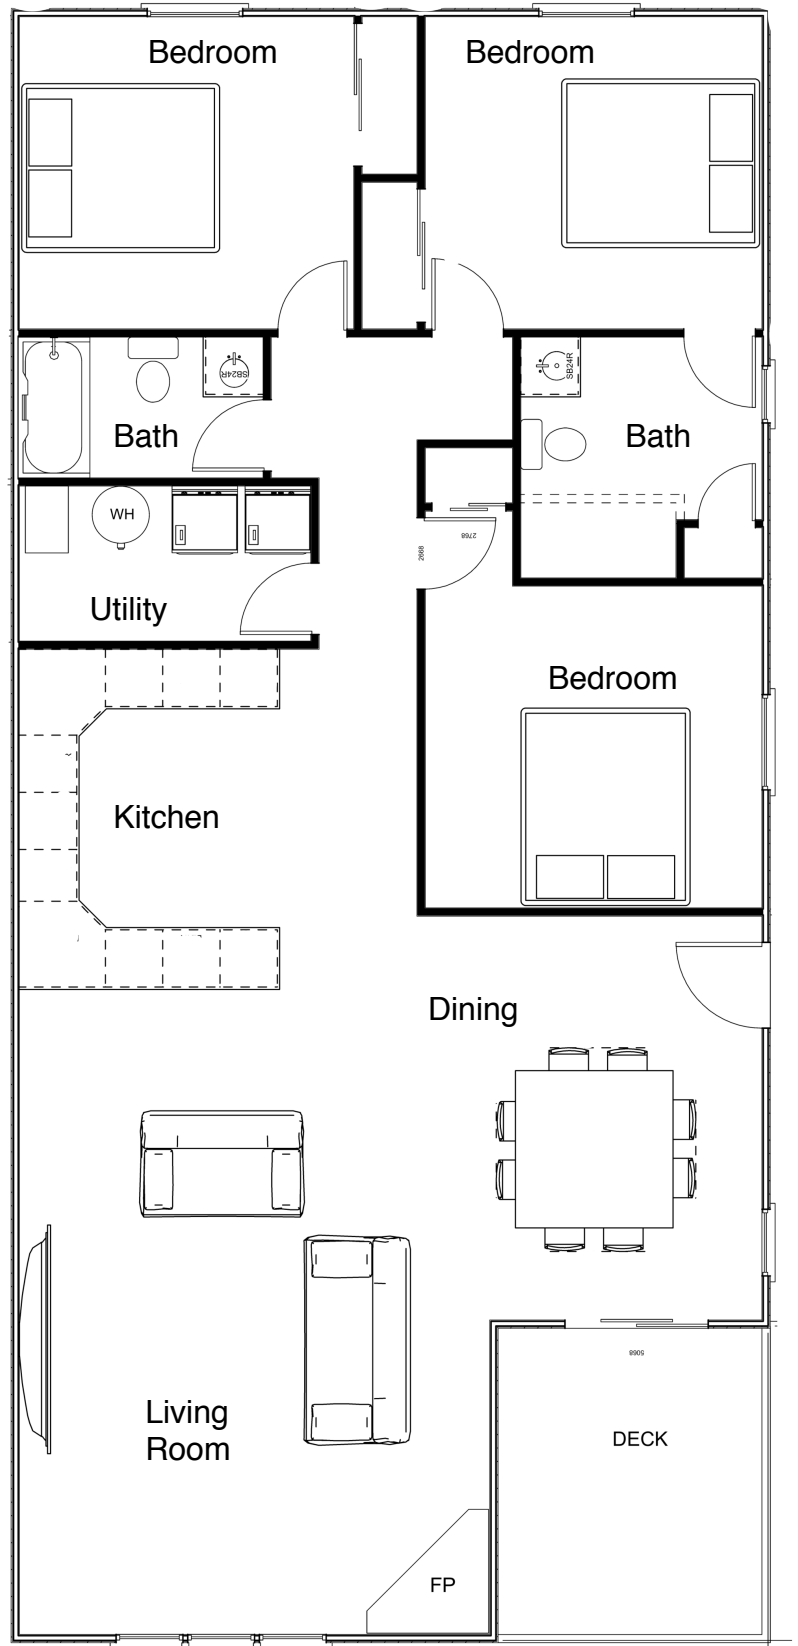 Bedroom
Bedroom
SB24R
SB24R
Bath
Bath
WH
2768
2668
Utility
Bedroom
Kitchen
Dining
5068
Living
Room
DECK
FP